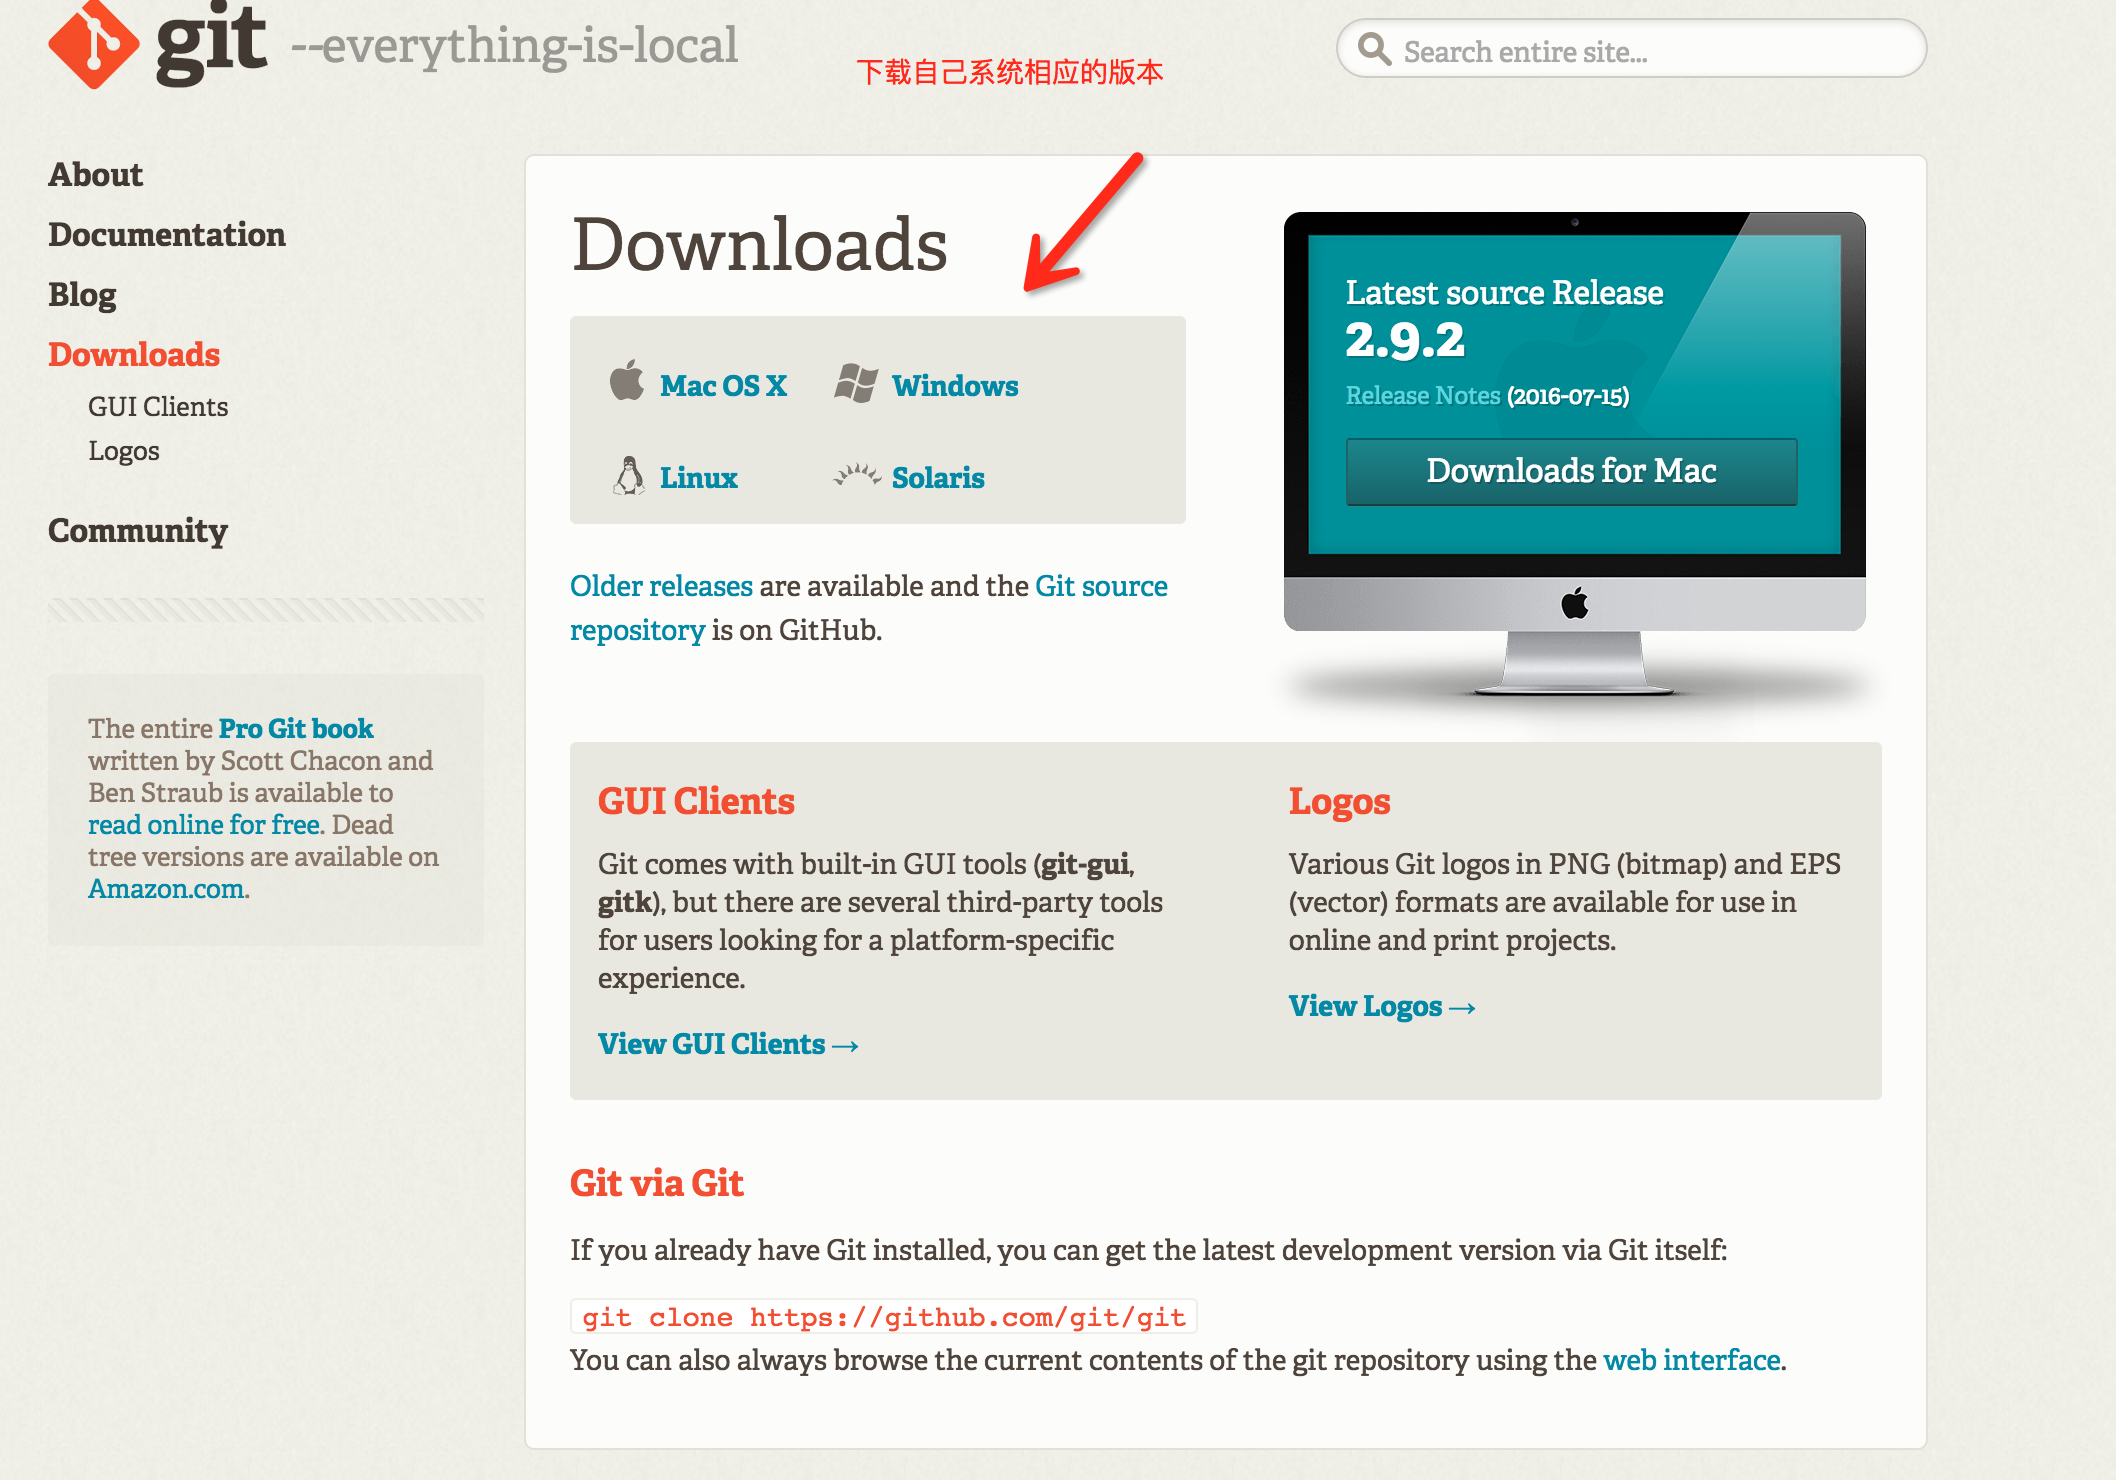 git --everything-is-local
下载自己系统相应的版本
Search entire site...
About
Documentation
Blog
Downloads
GUI Clients
Logos
Community
The entire Pro Git book
written by Scott Chacon and
Ben Straub is available to
read online for free. Dead
tree versions are available on
Amazon.com.
Downloads
Mac OS X
Windows
Linux
Solaris
Older releases are available and the Git source
repository is on GitHub.
Latest source Release
2.9.2
Release Notes (2016-07-15)
Downloads for Mac
GUI Clients
Git comes with built-in GUI tools (git-gui,
gitk), but there are several third-party tools
for users looking for a platform-specific
experience.
View GUI Clients →
Logos
Various Git logos in PNG (bitmap) and EPS
(vector) formats are available for use in
online and print projects.
View Logos →
Git via Git
If you already have Git installed, you can get the latest development version via Git itself:
git clone https://github.com/git/git
You can also always browse the current contents of the git repository using the web interface.